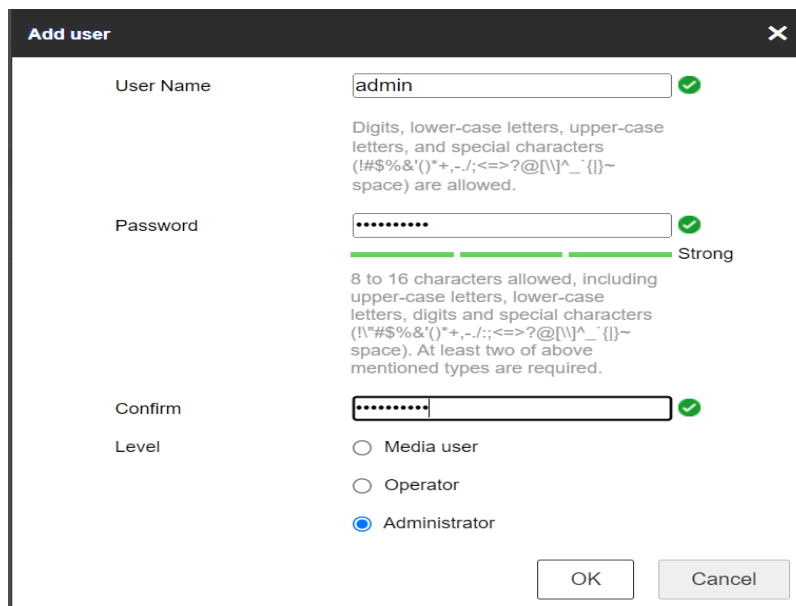 Add user
User Name
admin
Digits, lower-case letters, upper-case
letters, and special characters
(!#$%&'()*+,-./;<=>?@[\\]^_`{|}~
space) are allowed.
Password
••••••••••
Strong
8 to 16 characters allowed, including
upper-case letters, lower-case
letters, digits and special characters
(!\"#$%&'()*+,-./:;<=>?@[\\]^_`{|}~
space). At least two of above
mentioned types are required.
Confirm
••••••••••
Level
Media user
Operator
Administrator
OK
Cancel